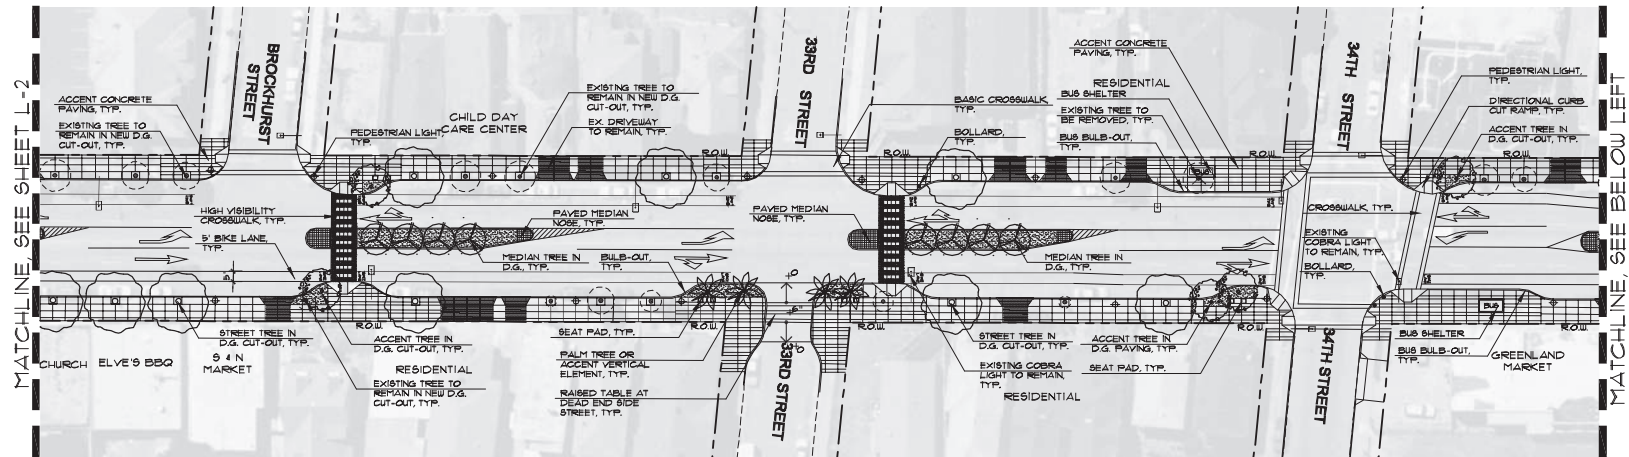 MATCHLINE, SEE SHEET L-2
BROCKHURST
STREET
33RD STREET
34TH STREET
MATCHLINE, SEE BELOW LEFT
ACCENT CONCRETE
PAVING, TYP.
EXISTING TREE TO
REMAIN IN NEW D.G.
CUT-OUT, TYP.
PEDESTRIAN LIGHT,
TYP.
CHILD DAY
CARE CENTER
EXISTING TREE TO
REMAIN IN NEW D.G.
CUT-OUT, TYP.
EX. DRIVEWAY
TO REMAIN, TYP.
BASIC CROSSWALK,
TYP.
BOLLARD,
TYP.
ACCENT CONCRETE
PAVING, TYP.
RESIDENTIAL
BUS SHELTER
EXISTING TREE TO
BE REMOVED, TYP.
BUS BULB-OUT,
TYP.
PEDESTRIAN LIGHT,
TYP.
DIRECTIONAL CURB
CUT RAMP, TYP.
ACCENT TREE IN
D.G. CUT-OUT, TYP.
R.O.W.
R.O.W.
R.O.W.
R.O.W.
BUS
HIGH VISIBILITY
CROSSWALK, TYP.
5' BIKE LANE,
TYP.
PAVED MEDIAN
NOSE, TYP.
MEDIAN TREE IN
D.G., TYP.
BULB-OUT,
TYP.
PAVED MEDIAN
NOSE, TYP.
MEDIAN TREE IN
D.G., TYP.
CROSSWALK, TYP.
EXISTING
COBRA LIGHT
TO REMAIN, TYP.
BOLLARD,
TYP.
BUS
R.O.W.
R.O.W.
R.O.W.
R.O.W.
STREET TREE IN
D.G. CUT-OUT, TYP.
CHURCH
ELVE'S BBQ
S & N
MARKET
ACCENT TREE IN
D.G. CUT-OUT, TYP.
RESIDENTIAL
EXISTING TREE TO
REMAIN IN NEW D.G.
CUT-OUT, TYP.
SEAT PAD, TYP.
PALM TREE OR
ACCENT VERTICAL
ELEMENT, TYP.
RAISED TABLE AT
DEAD END SIDE
STREET, TYP.
33RD STREET
STREET TREE IN
D.G. CUT-OUT, TYP.
EXISTING COBRA
LIGHT TO REMAIN,
TYP.
RESIDENTIAL
ACCENT TREE IN
D.G. PAVING, TYP.
SEAT PAD, TYP.
34TH STREET
BUS SHELTER
BUS BULB-OUT,
TYP.
GREENLAND
MARKET